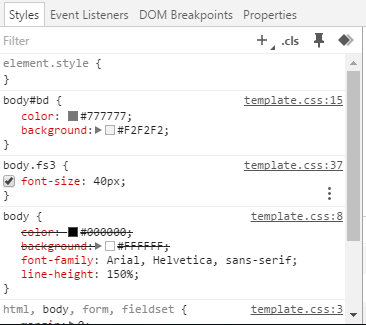 Styles Event Listeners DOM Breakpoints Properties
Filter + .cls
element.style {
}
body#bd { template.css:15
color: #777777;
background: #F2F2F2;
}
body.fs3 { template.css:37
font-size: 40px;
}
body { template.css:8
color: #000000;
background: #FFFFFF;
font-family: Arial, Helvetica, sans-serif;
line-height: 150%;
}
html, body, form, fieldset template.css:3